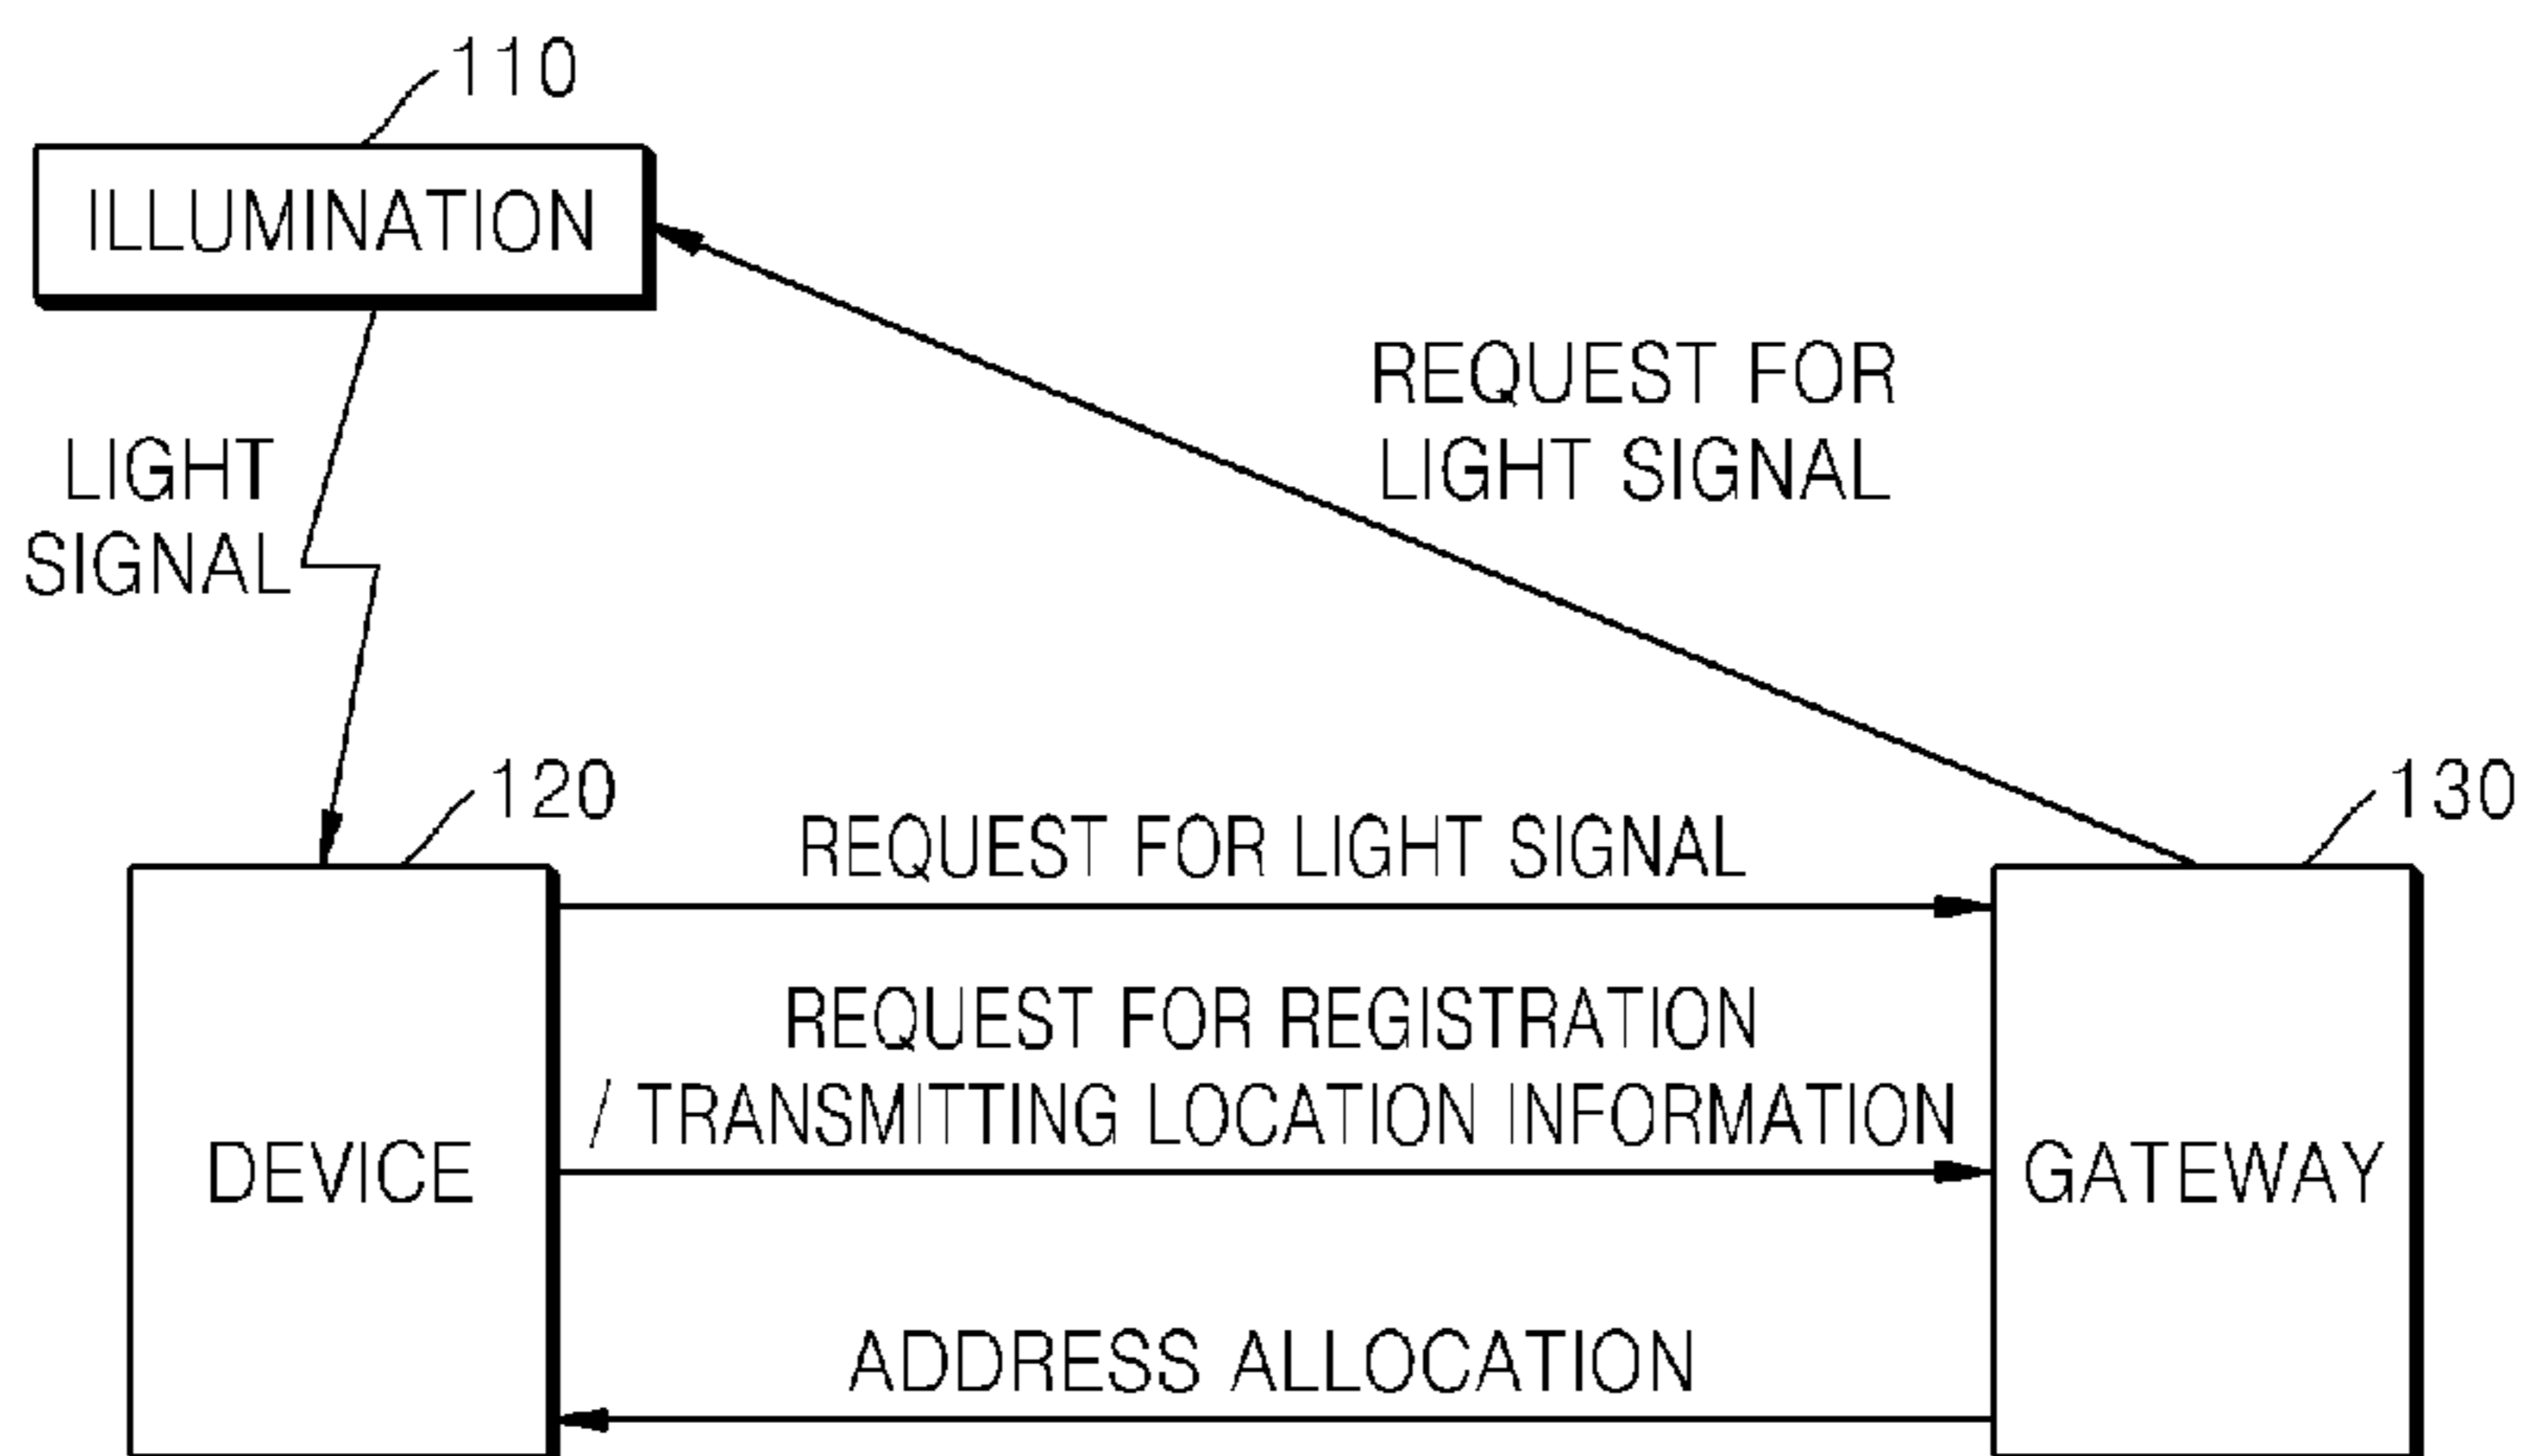 110
ILLUMINATION
REQUEST FOR
LIGHT SIGNAL
LIGHT
SIGNAL
120
130
REQUEST FOR LIGHT SIGNAL
REQUEST FOR REGISTRATION
/ TRANSMITTING LOCATION INFORMATION
DEVICE
GATEWAY
ADDRESS ALLOCATION